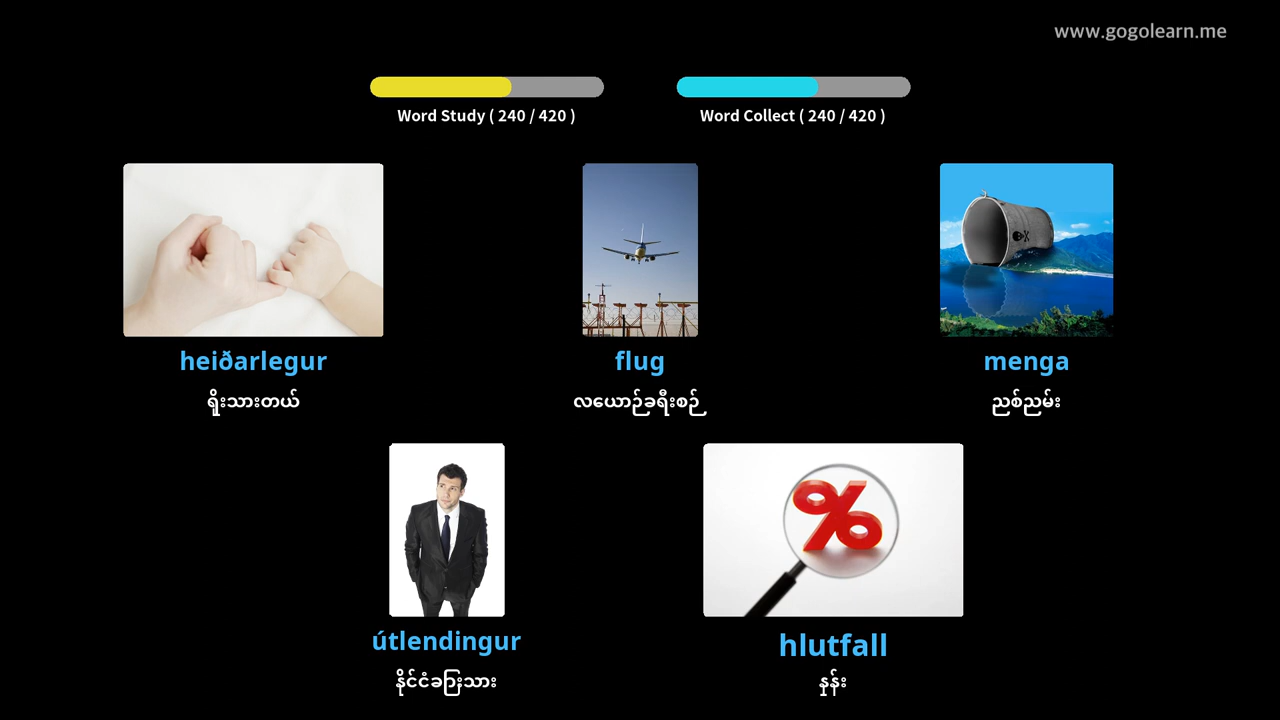 www.gogolearn.me
Word Study ( 240 / 420 )
Word Collect ( 240 / 420 )
heiðarlegur
flug
menga
ရိုးသားတယ်
လေယာဉ်ခရီးစဉ်
ညစ်ညမ်း
útlendingur
hlutfall
နိုင်ငံခြားသား
နှုန်း